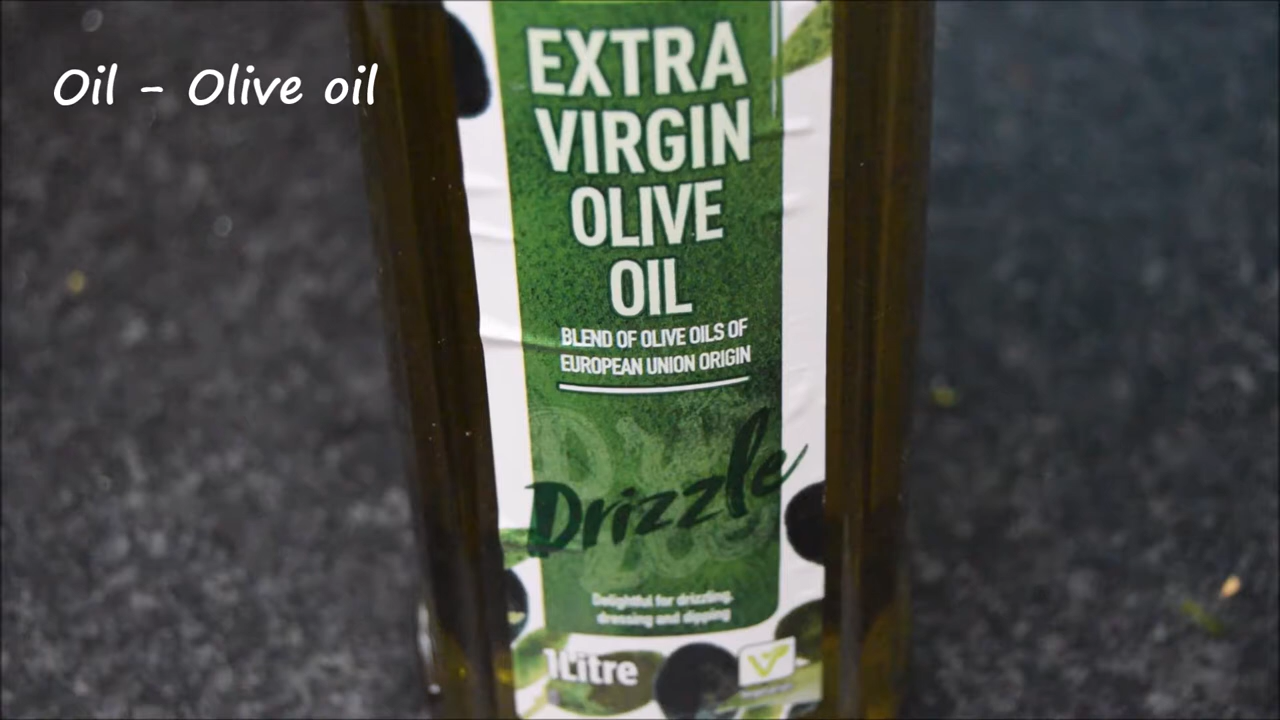 Oil - Olive oil
EXTRA
VIRGIN
OLIVE
OIL
BLEND OF OLIVE OILS OF
EUROPEAN UNION ORIGIN
Drizzle
Delightful for drizzling,
dressing and dipping
1Litre